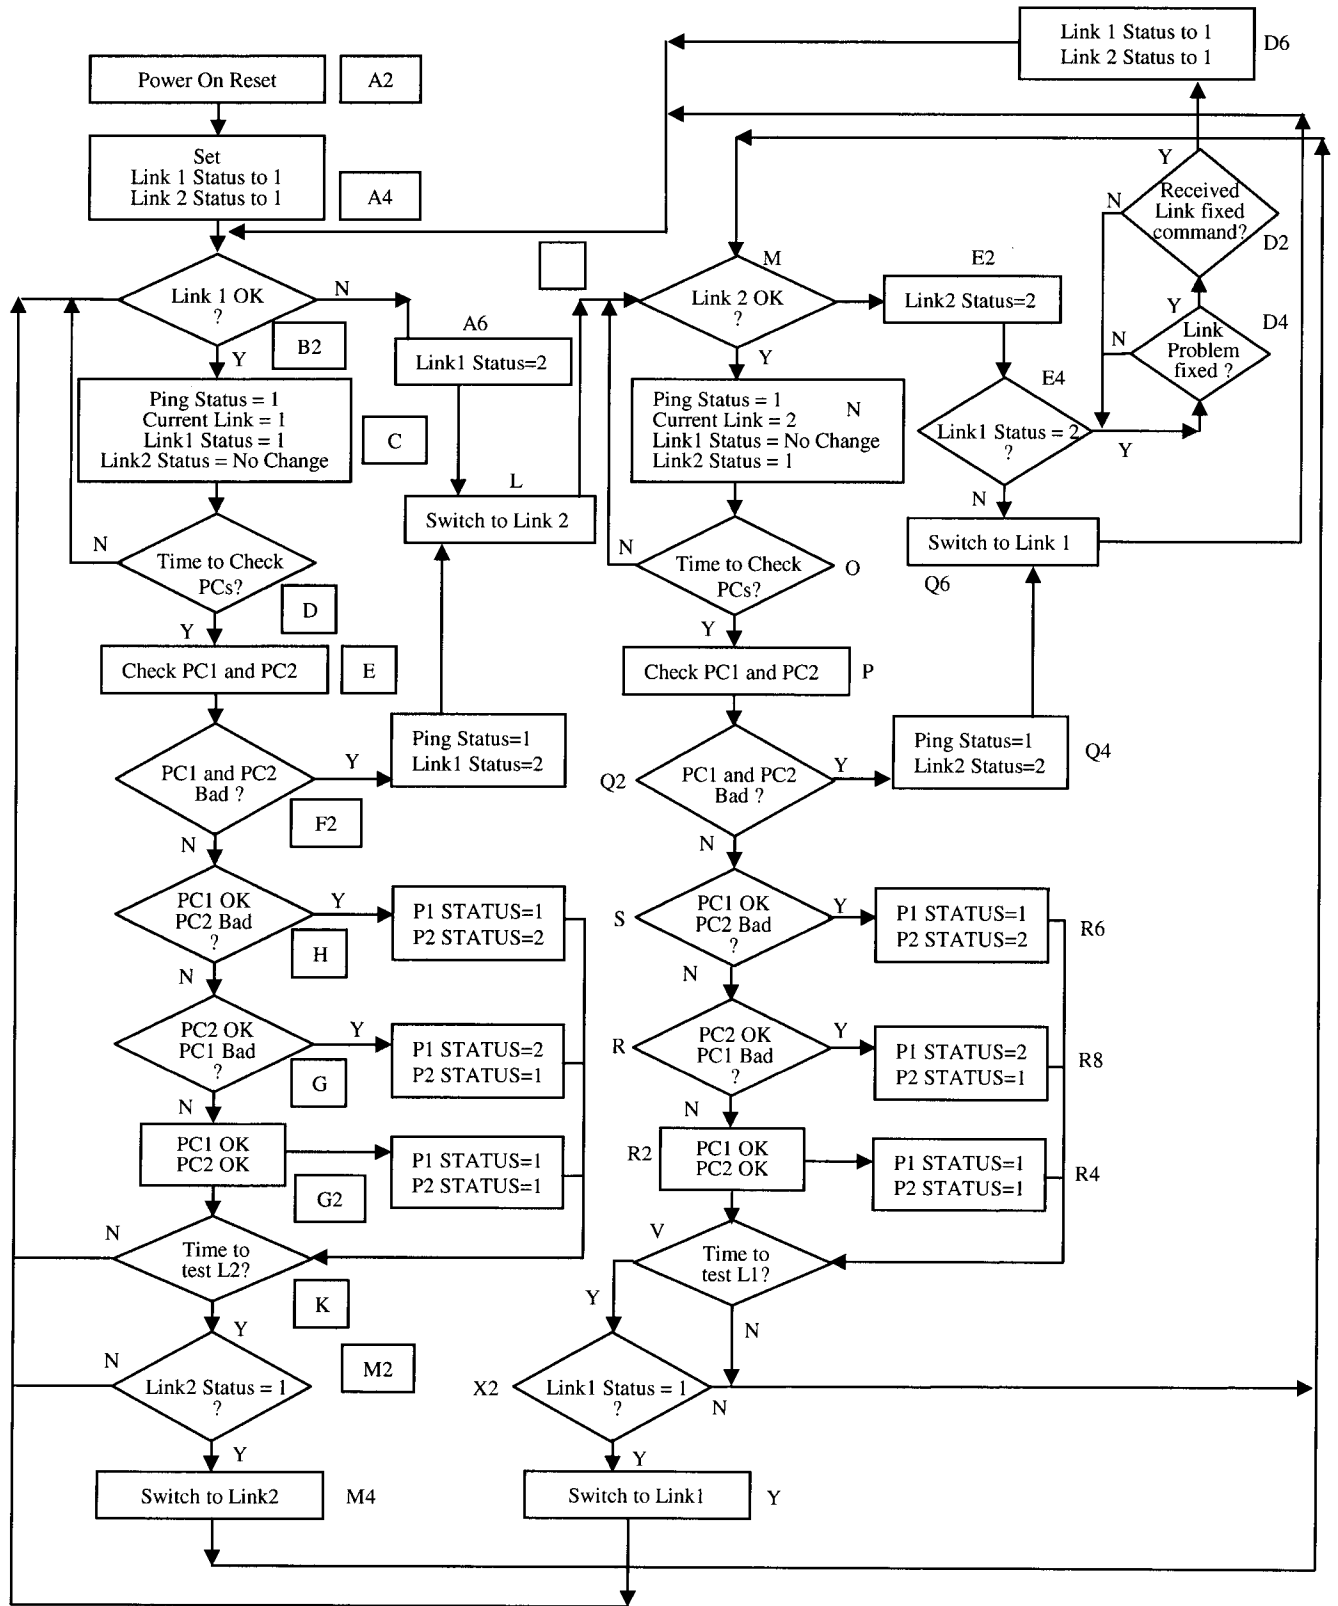 Link 1 Status to 1
Link 2 Status to 1
D6
Power On Reset
A2
Set
Link 1 Status to 1
Link 2 Status to 1
A4
Y
Received
Link fixed
command?
N
D2
Link 1 OK
?
N
B2
Y
M
Link 2 OK
?
Y
E2
Link2 Status=2
Y
Link
Problem
fixed ?
N
D4
A6
Link1 Status=2
Ping Status = 1
Current Link = 1
Link1 Status = 1
Link2 Status = No Change
C
Ping Status = 1
Current Link = 2
Link1 Status = No Change
Link2 Status = 1
N
E4
Link1 Status = 2
?
Y
N
L
Switch to Link 2
Switch to Link 1
Q6
N
Time to Check
PCs?
D
Y
N
Time to Check
PCs?
O
Y
Check PC1 and PC2
E
Check PC1 and PC2
P
PC1 and PC2
Bad ?
Y
F2
N
Ping Status=1
Link1 Status=2
Q2
PC1 and PC2
Bad ?
Y
N
Ping Status=1
Link2 Status=2
Q4
PC1 OK
PC2 Bad
?
Y
H
N
P1 STATUS=1
P2 STATUS=2
S
PC1 OK
PC2 Bad
?
Y
N
P1 STATUS=1
P2 STATUS=2
R6
PC2 OK
PC1 Bad
?
Y
G
N
P1 STATUS=2
P2 STATUS=1
R
PC2 OK
PC1 Bad
?
Y
N
P1 STATUS=2
P2 STATUS=1
R8
PC1 OK
PC2 OK
G2
P1 STATUS=1
P2 STATUS=1
R2
PC1 OK
PC2 OK
P1 STATUS=1
P2 STATUS=1
R4
N
Time to
test L2?
K
Y
V
Time to
test L1?
Y
N
N
Link2 Status = 1
?
M2
Y
X2
Link1 Status = 1
?
N
Y
Switch to Link2
M4
Switch to Link1
Y